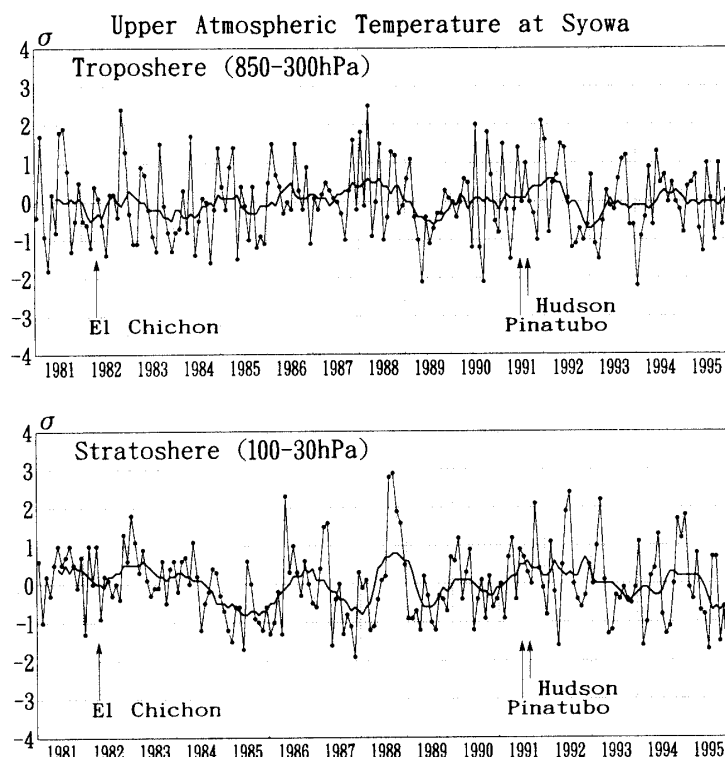 Upper Atmospheric Temperature at Syowa
σ
Troposhere (850-300hPa)
4
3
2
1
0
-1
-2
-3
-4
El Chichon
Hudson
Pinatubo
1981 1982 1983 1984 1985 1986 1987 1988 1989 1990 1991 1992 1993 1994 1995
σ
Stratoshere (100-30hPa)
4
3
2
1
0
-1
-2
-3
-4
El Chichon
Hudson
Pinatubo
1981 1982 1983 1984 1985 1986 1987 1988 1989 1990 1991 1992 1993 1994 1995